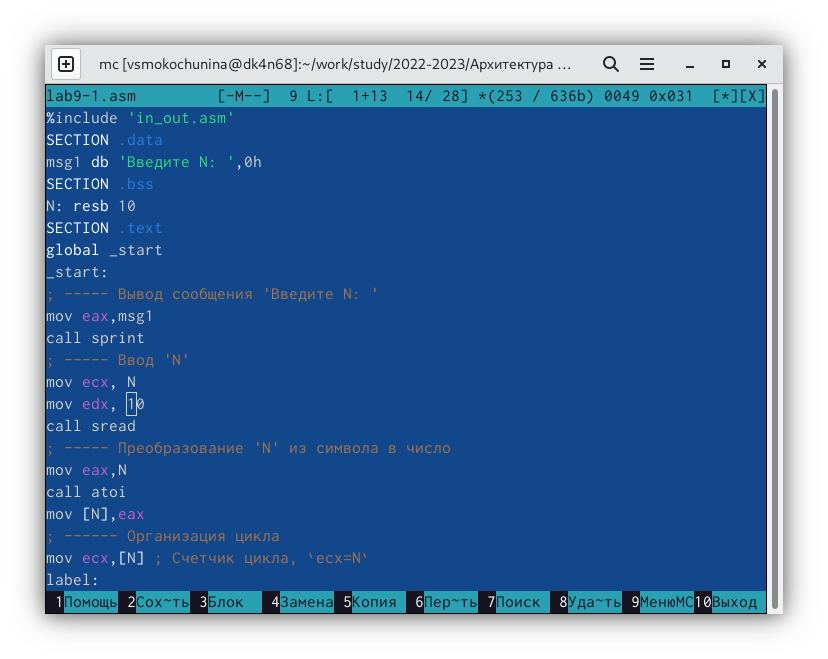 mc [vsmokochunina@dk4n68]:~/work/study/2022-2023/Архитектура ...
lab9-1.asm [-M--] 9 L:[ 1+13 14/ 28] *(253 / 636b) 0049 0x031 [*][X]
%include 'in_out.asm'
SECTION .data
msg1 db 'Введите N: ',0h
SECTION .bss
N: resb 10
SECTION .text
global _start
_start:
; ----- Вывод сообщения 'Введите N: '
mov eax,msg1
call sprint
; ----- Ввод 'N'
mov ecx, N
mov edx, 10
call sread
; ----- Преобразование 'N' из символа в число
mov eax,N
call atoi
mov [N],eax
; ------ Организация цикла
mov ecx,[N] ; Счетчик цикла, `ecx=N`
label:
1Помощь 2Сох~ть 3Блок 4Замена 5Копия 6Пер~ть 7Поиск 8Уда~ть 9МенюMC 10Выход